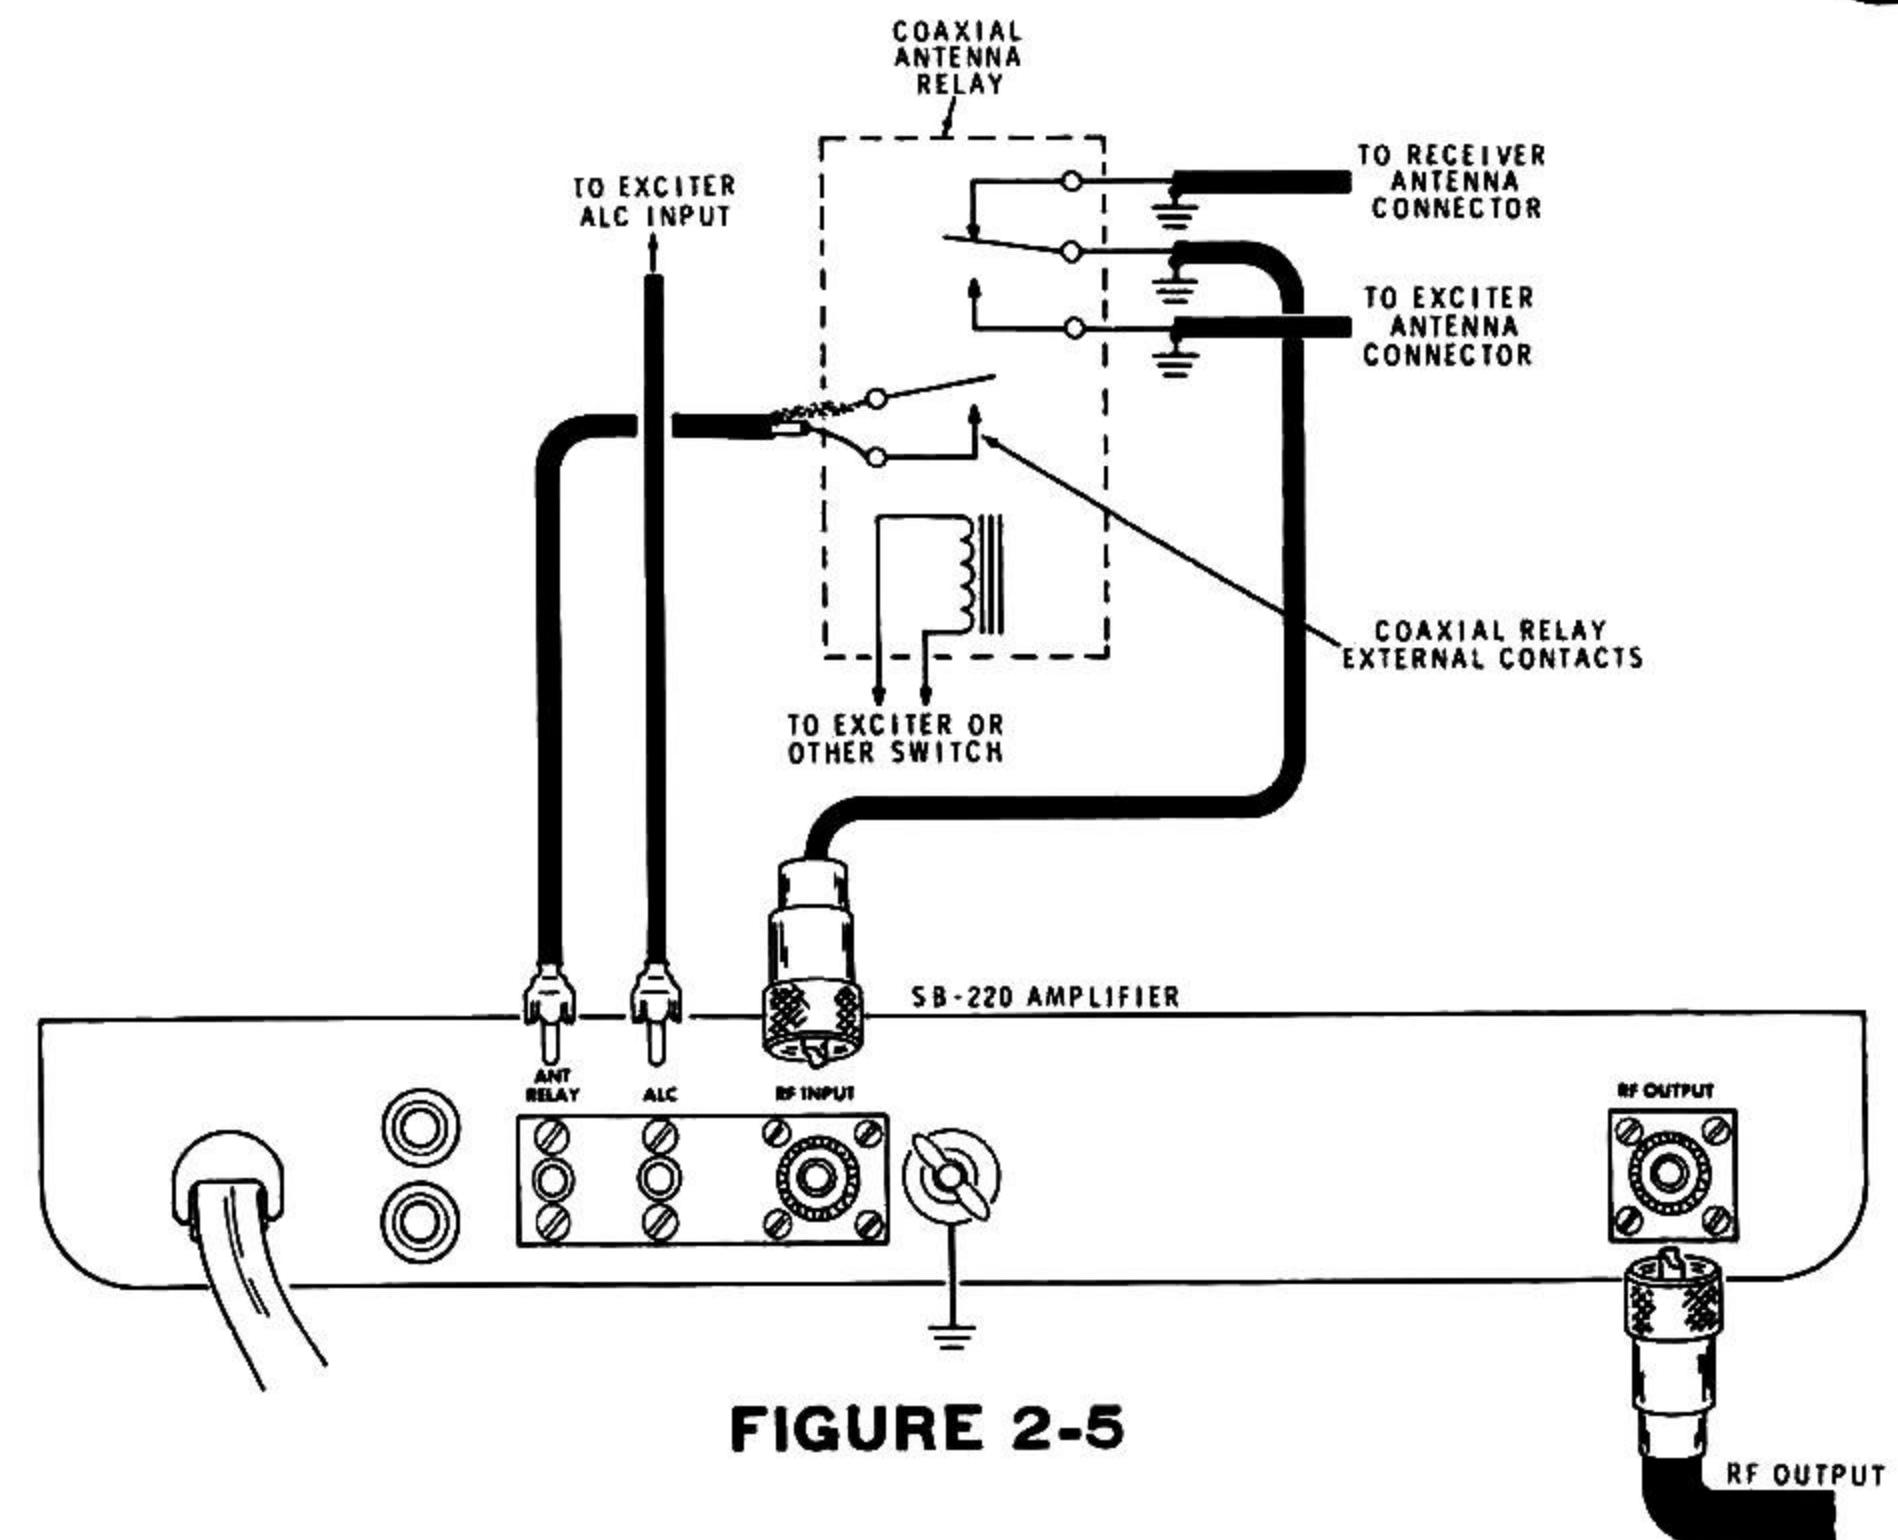 COAXIAL
ANTENNA
RELAY
TO RECEIVER
ANTENNA
CONNECTOR
TO EXCITER
ALC INPUT
TO EXCITER
ANTENNA
CONNECTOR
COAXIAL RELAY
EXTERNAL CONTACTS
TO EXCITER OR
OTHER SWITCH
SB-220 AMPLIFIER
ANT
RELAY
ALC
RF INPUT
RF OUTPUT
FIGURE 2-5
RF OUTPUT